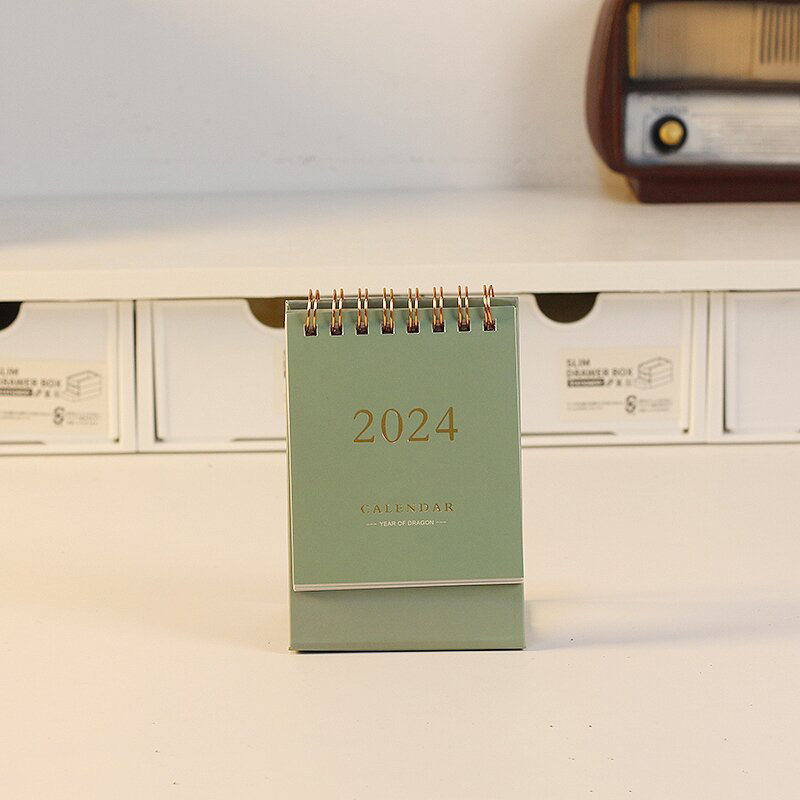 SLIM
DRAWER BOX
SLIM
DRAWER BOX
2024
CALENDAR
--- YEAR OF DRAGON ---